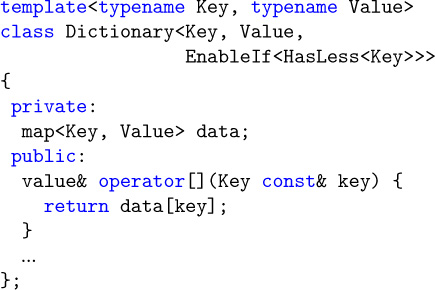 template<typename Key, typename Value>
class Dictionary<Key, Value,
                 EnableIf<HasLess<Key>>>
{
 private:
  map<Key, Value> data;
 public:
  value& operator[](Key const& key) {
    return data[key];
  }
  ...
};